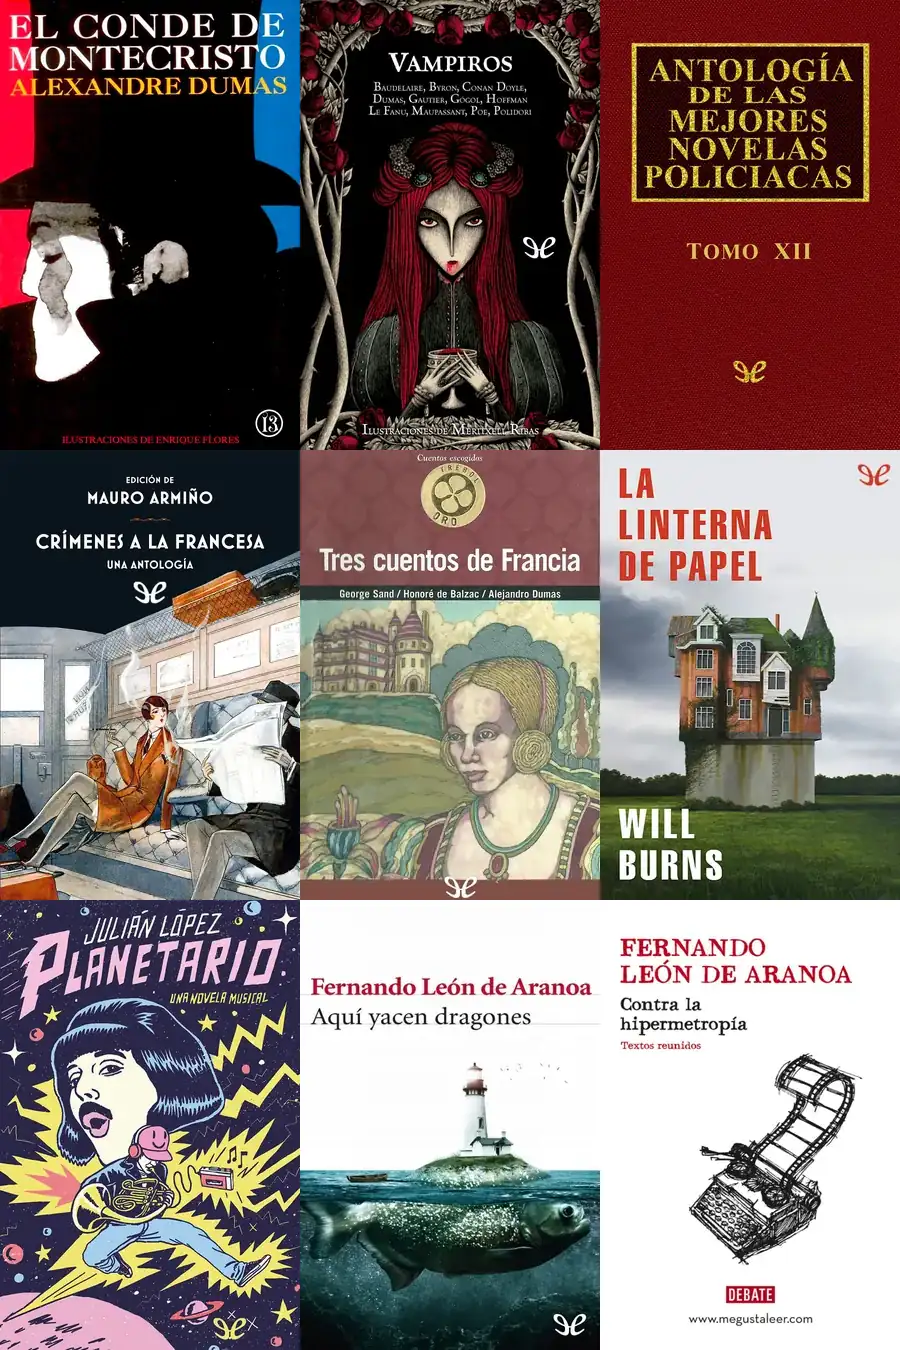 EL CONDE DE
MONTECRISTO
ALEXANDRE DUMAS
ILUSTRACIONES DE ENRIQUE FLORES
13
VAMPIROS
BAUDELAIRE, BYRON, CONAN DOYLE,
DUMAS, GAUTIER, GÓGOL, HOFFMAN
LE FANU, MAUPASSANT, POE, POLIDORI
ILUSTRACIONES DE MERITXELL RIBAS
ANTOLOGÍA
DE LAS
MEJORES
NOVELAS
POLICIACAS
TOMO XII
EDICIÓN DE
MAURO ARMIÑO
CRÍMENES A LA FRANCESA
UNA ANTOLOGÍA
Cuentos escogidos
TREBOL
ORO
Tres cuentos de Francia
George Sand / Honoré de Balzac / Alejandro Dumas
LA
LINTERNA
DE PAPEL
WILL
BURNS
JULIÁN LÓPEZ
PLANETARIO
UNA NOVELA MUSICAL
Fernando León de Aranoa
Aquí yacen dragones
FERNANDO
LEÓN DE ARANOA
Contra la
hipermetropía
Textos reunidos
DEBATE
www.megustaleer.com